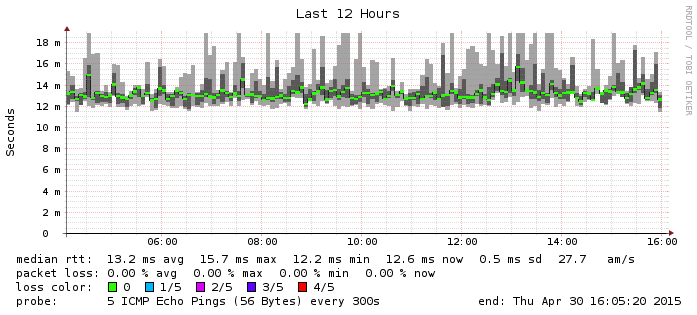 Last 12 Hours
RRDTOOL / TOBI OETIKER
Seconds
18 m
16 m
14 m
12 m
10 m
8 m
6 m
4 m
2 m
0
06:00 08:00 10:00 12:00 14:00 16:00
median rtt: 13.2 ms avg 15.7 ms max 12.2 ms min 12.6 ms now 0.5 ms sd 27.7 am/s
packet loss: 0.00 % avg 0.00 % max 0.00 % min 0.00 % now
loss color: 0 1/5 2/5 3/5 4/5
probe: 5 ICMP Echo Pings (56 Bytes) every 300s end: Thu Apr 30 16:05:20 2015